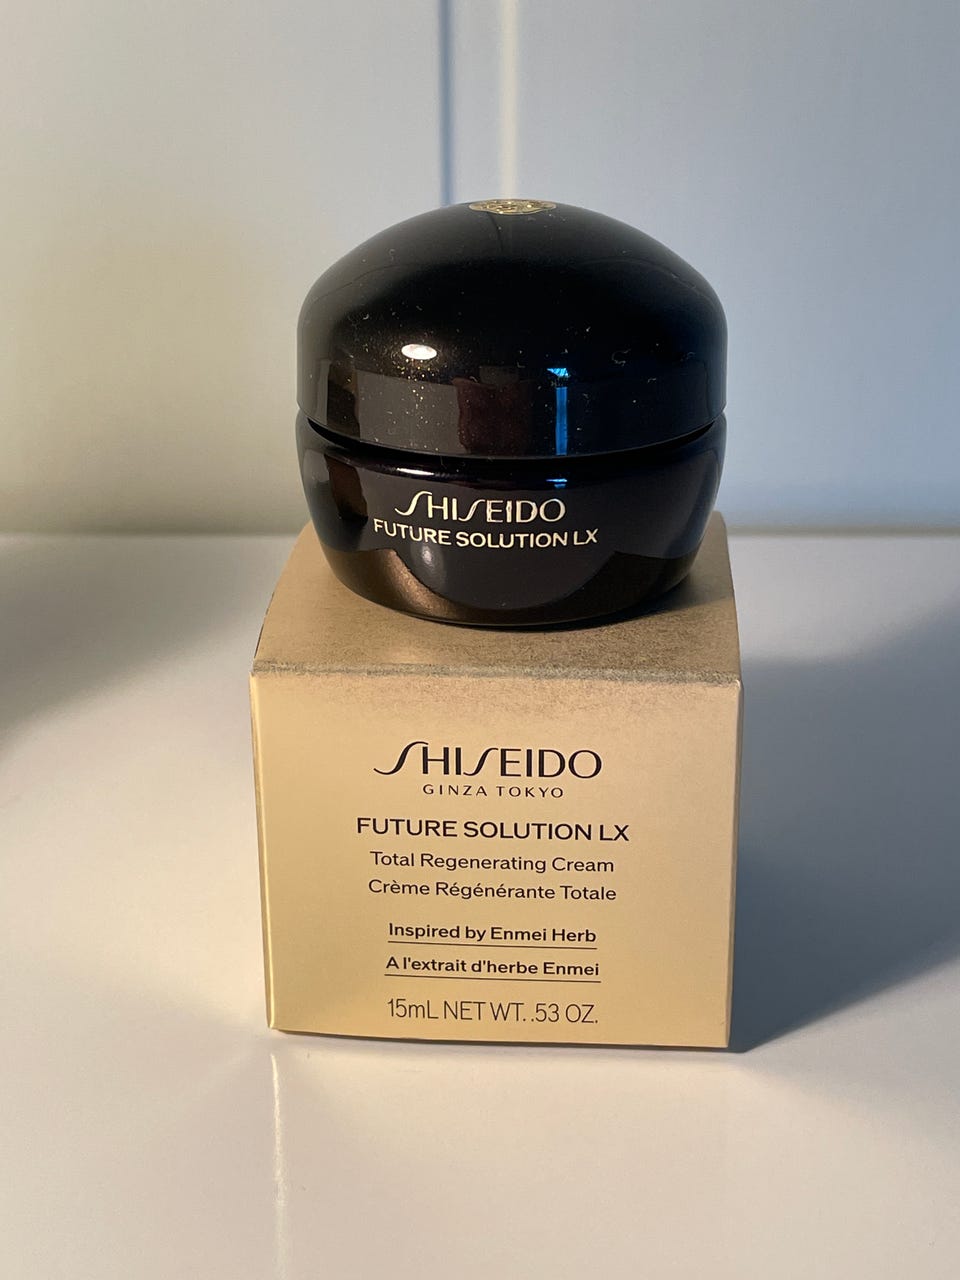 SHISEIDO
FUTURE SOLUTION LX
SHISEIDO
GINZA TOKYO
FUTURE SOLUTION LX
Total Regenerating Cream
Crème Régénérante Totale
Inspired by Enmei Herb
A l'extrait d'herbe Enmei
15mL NET WT. .53 OZ.